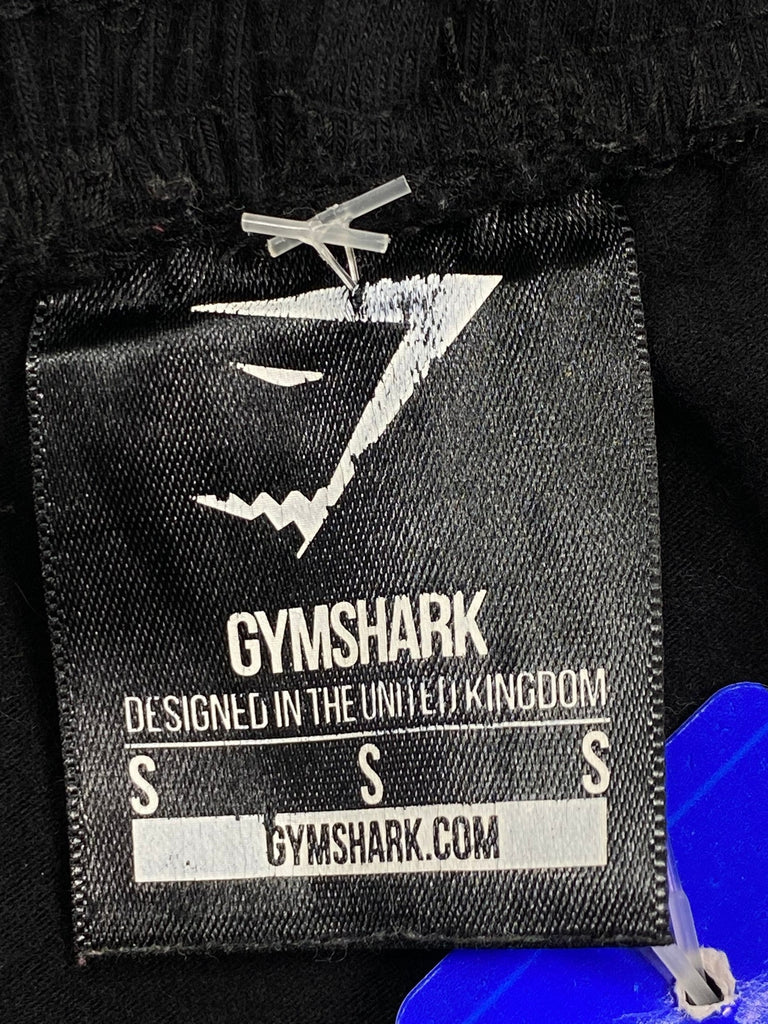 GYMSHARK
DESIGNED IN THE UNITED KINGDOM
S S S
GYMSHARK.COM